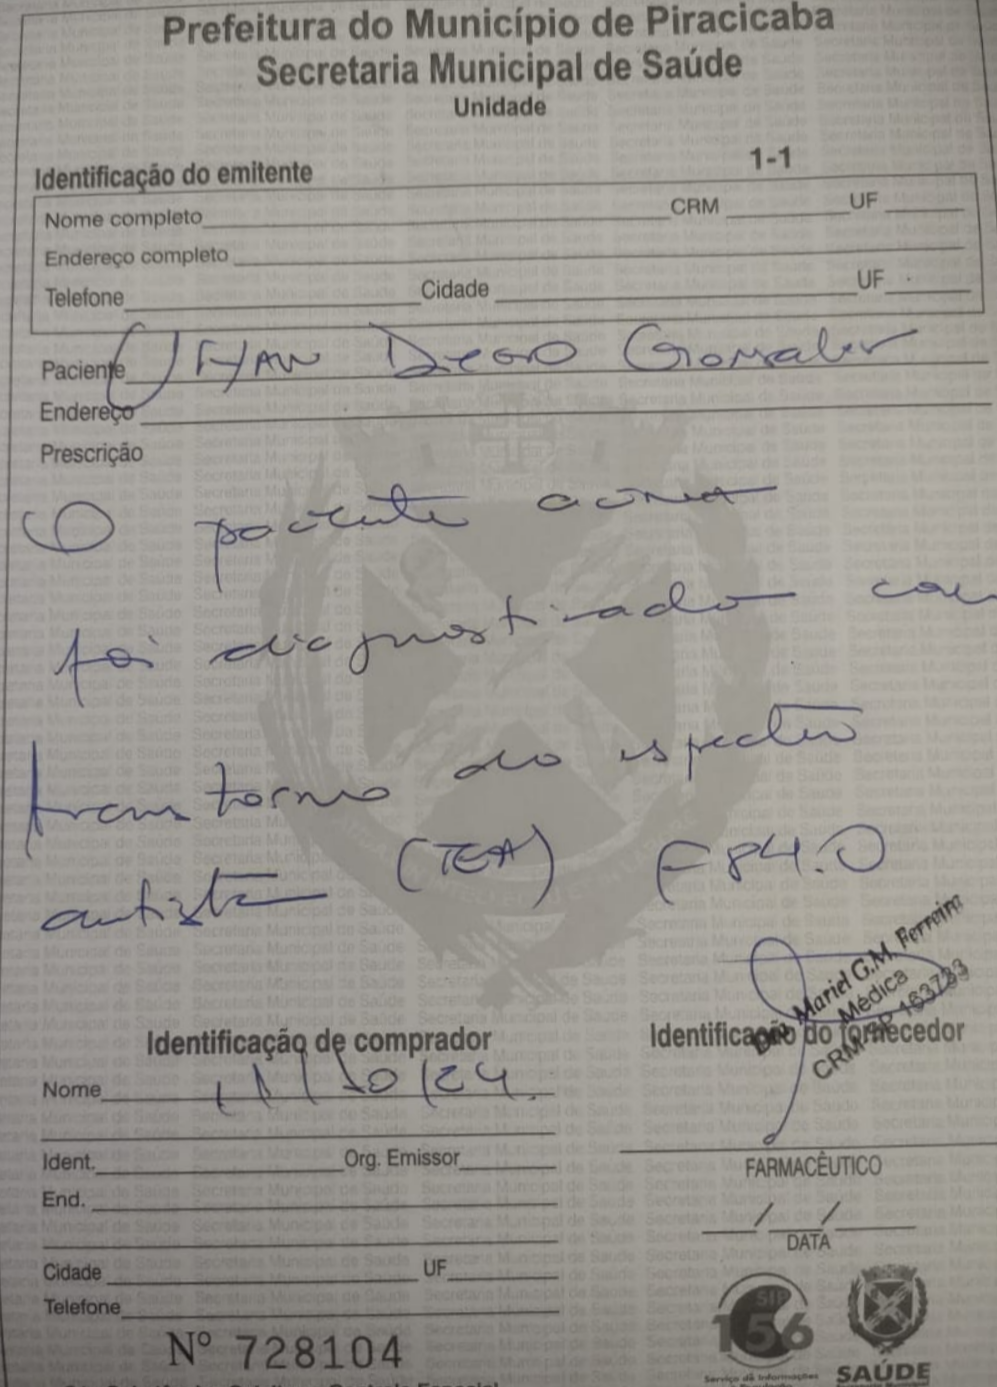 Prefeitura do Município de Piracicaba
Secretaria Municipal de Saúde
Unidade
Identificação do emitente 1-1
Nome completo CRM UF
Endereço completo
Telefone Cidade UF
Paciente Diego
Endereço
Prescrição
O paciente acima
foi diagnosticado com
transtorno do espectro
autista (TEA) F84.0
Dra. Mariel G.M. Ferreira
Médica
CRM/SP 163733
Identificação de comprador Identificação do fornecedor
Nome 11/10/24
Ident. Org. Emissor
FARMACÊUTICO
End.
/ /
DATA
Cidade UF
Telefone
Nº 728104
SIP
156
Serviço de Informações
SAÚDE